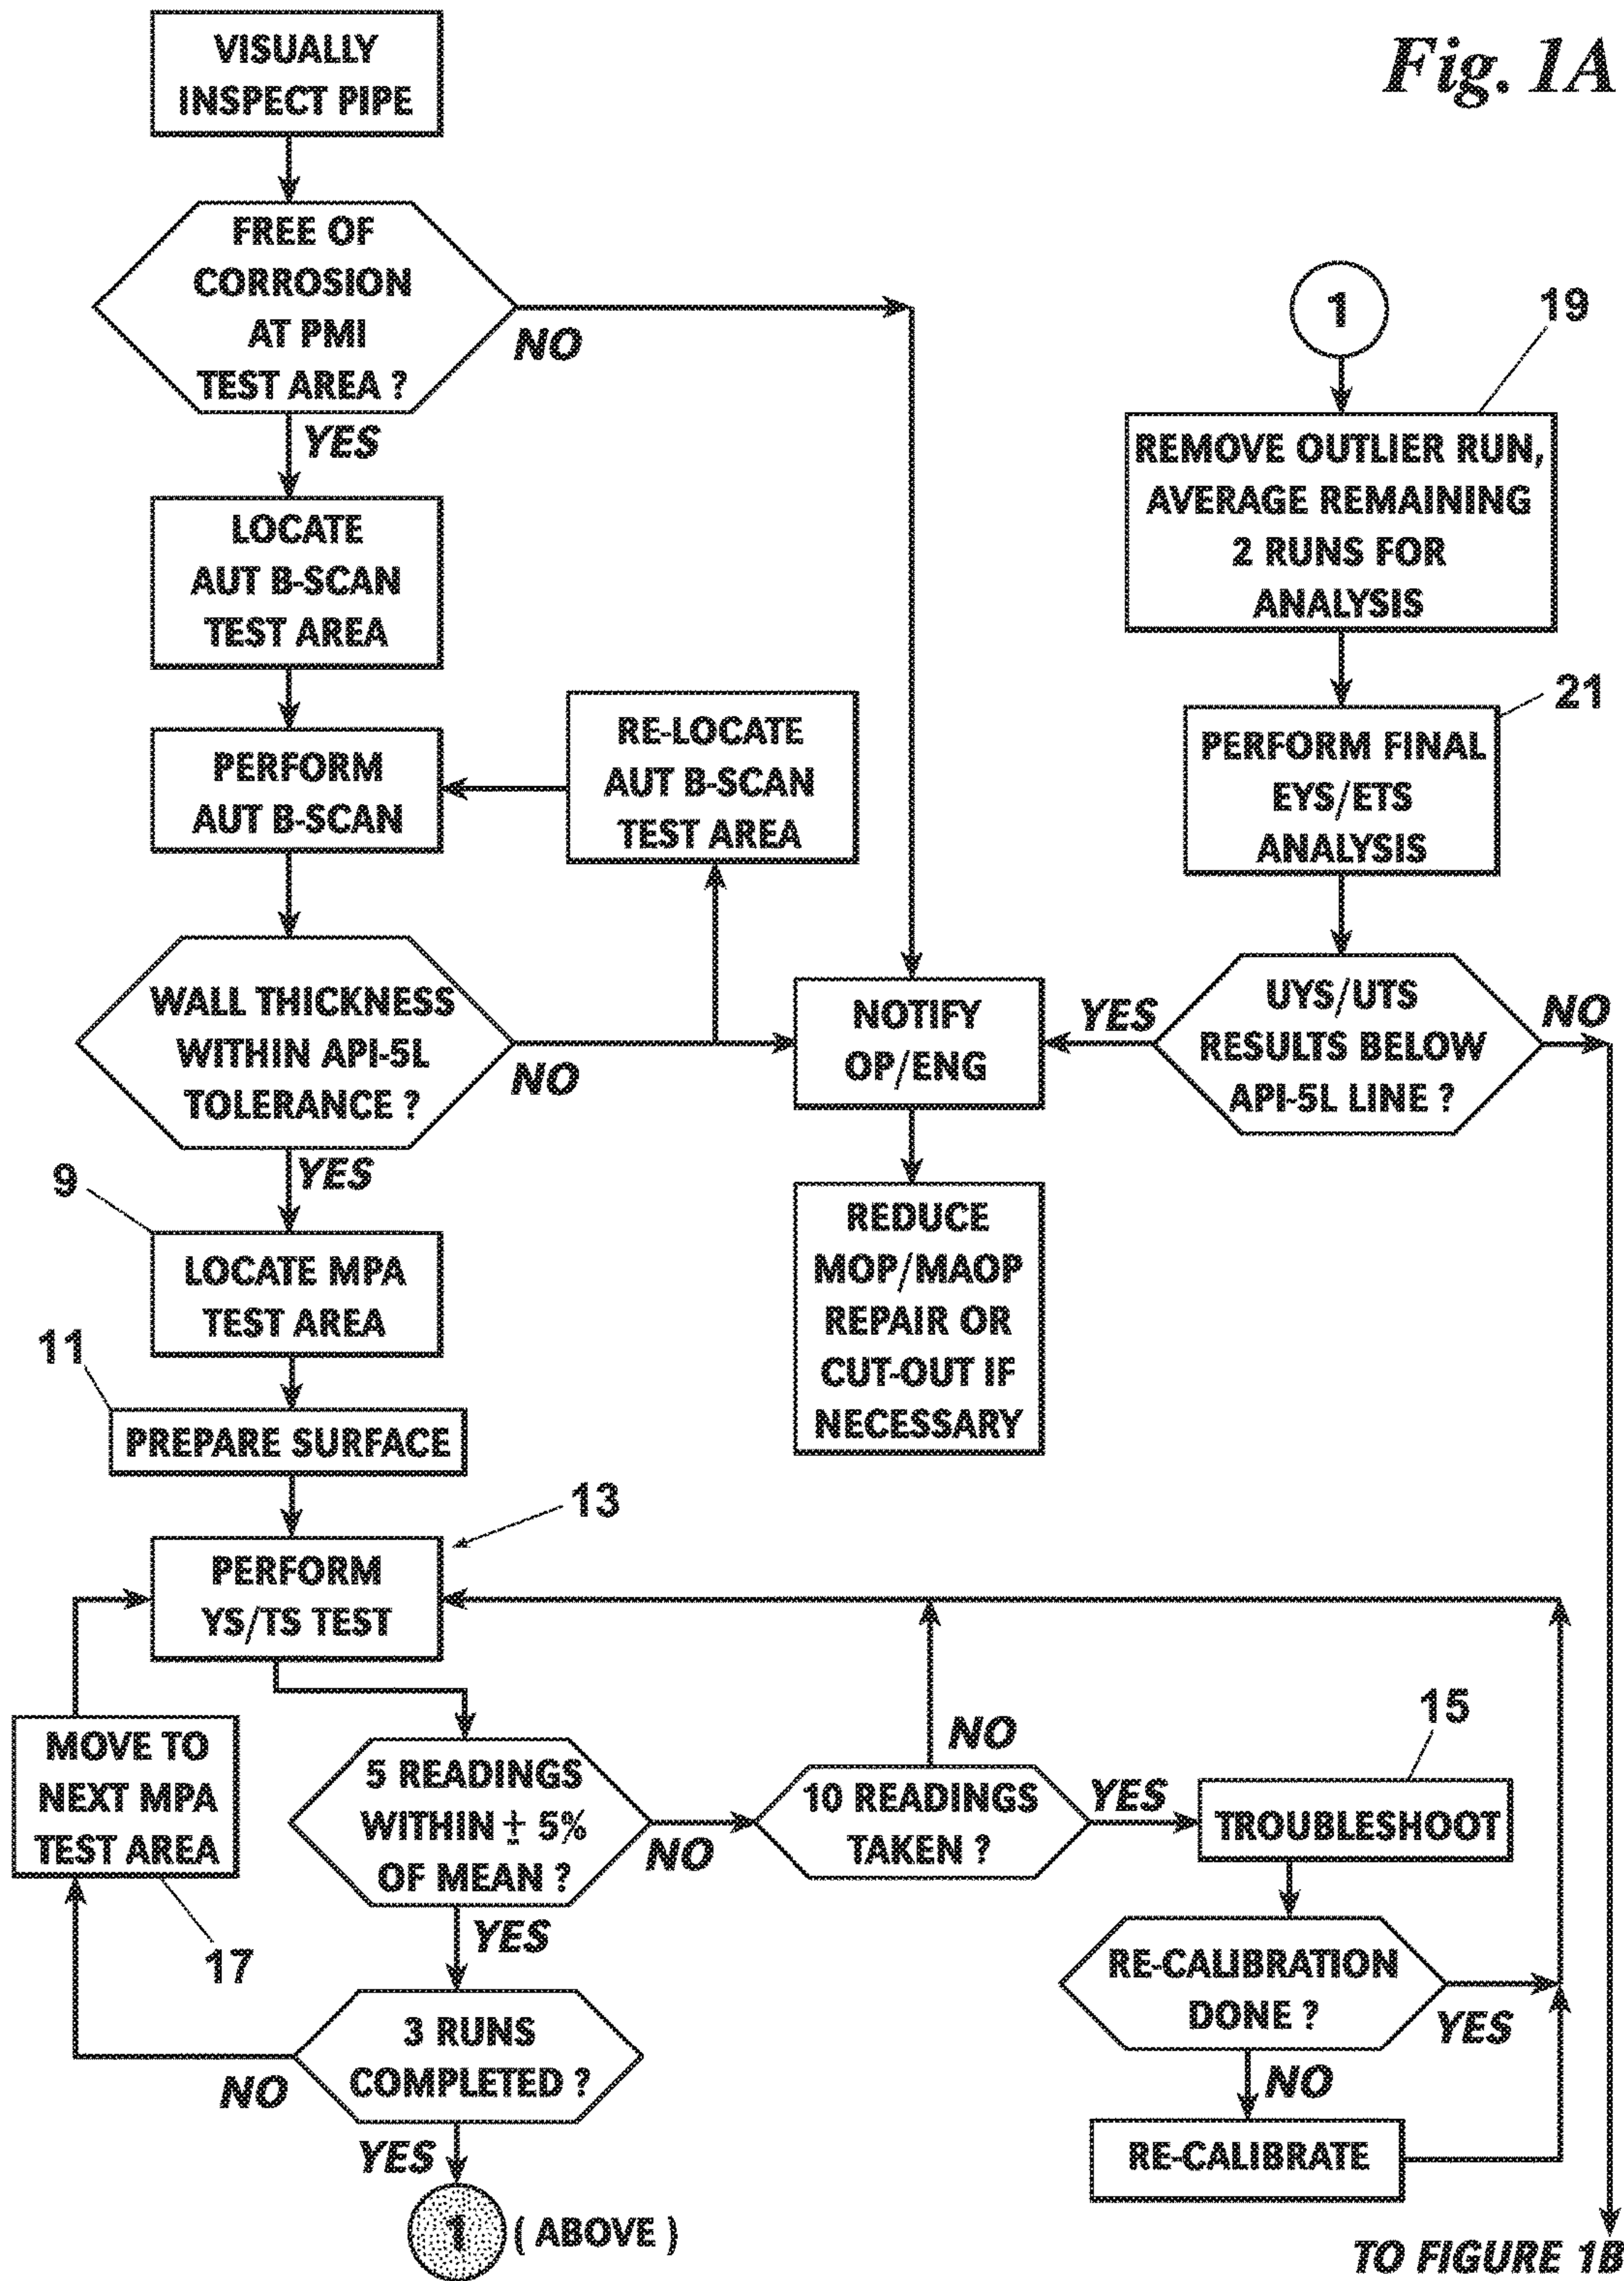 Fig. 1A
VISUALLY
INSPECT PIPE
FREE OF
CORROSION
AT PMI
TEST AREA ?
NO
YES
LOCATE
AUT B-SCAN
TEST AREA
PERFORM
AUT B-SCAN
RE-LOCATE
AUT B-SCAN
TEST AREA
WALL THICKNESS
WITHIN API-5L
TOLERANCE ?
NO
YES
NOTIFY
OP/ENG
REDUCE
MOP/MAOP
REPAIR OR
CUT-OUT IF
NECESSARY
9
LOCATE MPA
TEST AREA
11
PREPARE SURFACE
13
PERFORM
YS/TS TEST
MOVE TO
NEXT MPA
TEST AREA
17
5 READINGS
WITHIN ± 5%
OF MEAN ?
NO
YES
10 READINGS
TAKEN ?
NO
YES
15
TROUBLESHOOT
RE-CALIBRATION
DONE ?
YES
NO
RE-CALIBRATE
3 RUNS
COMPLETED ?
NO
YES
1
( ABOVE )
1
19
REMOVE OUTLIER RUN,
AVERAGE REMAINING
2 RUNS FOR
ANALYSIS
21
PERFORM FINAL
EYS/ETS
ANALYSIS
UYS/UTS
RESULTS BELOW
API-5L LINE ?
YES
NO
TO FIGURE 1B